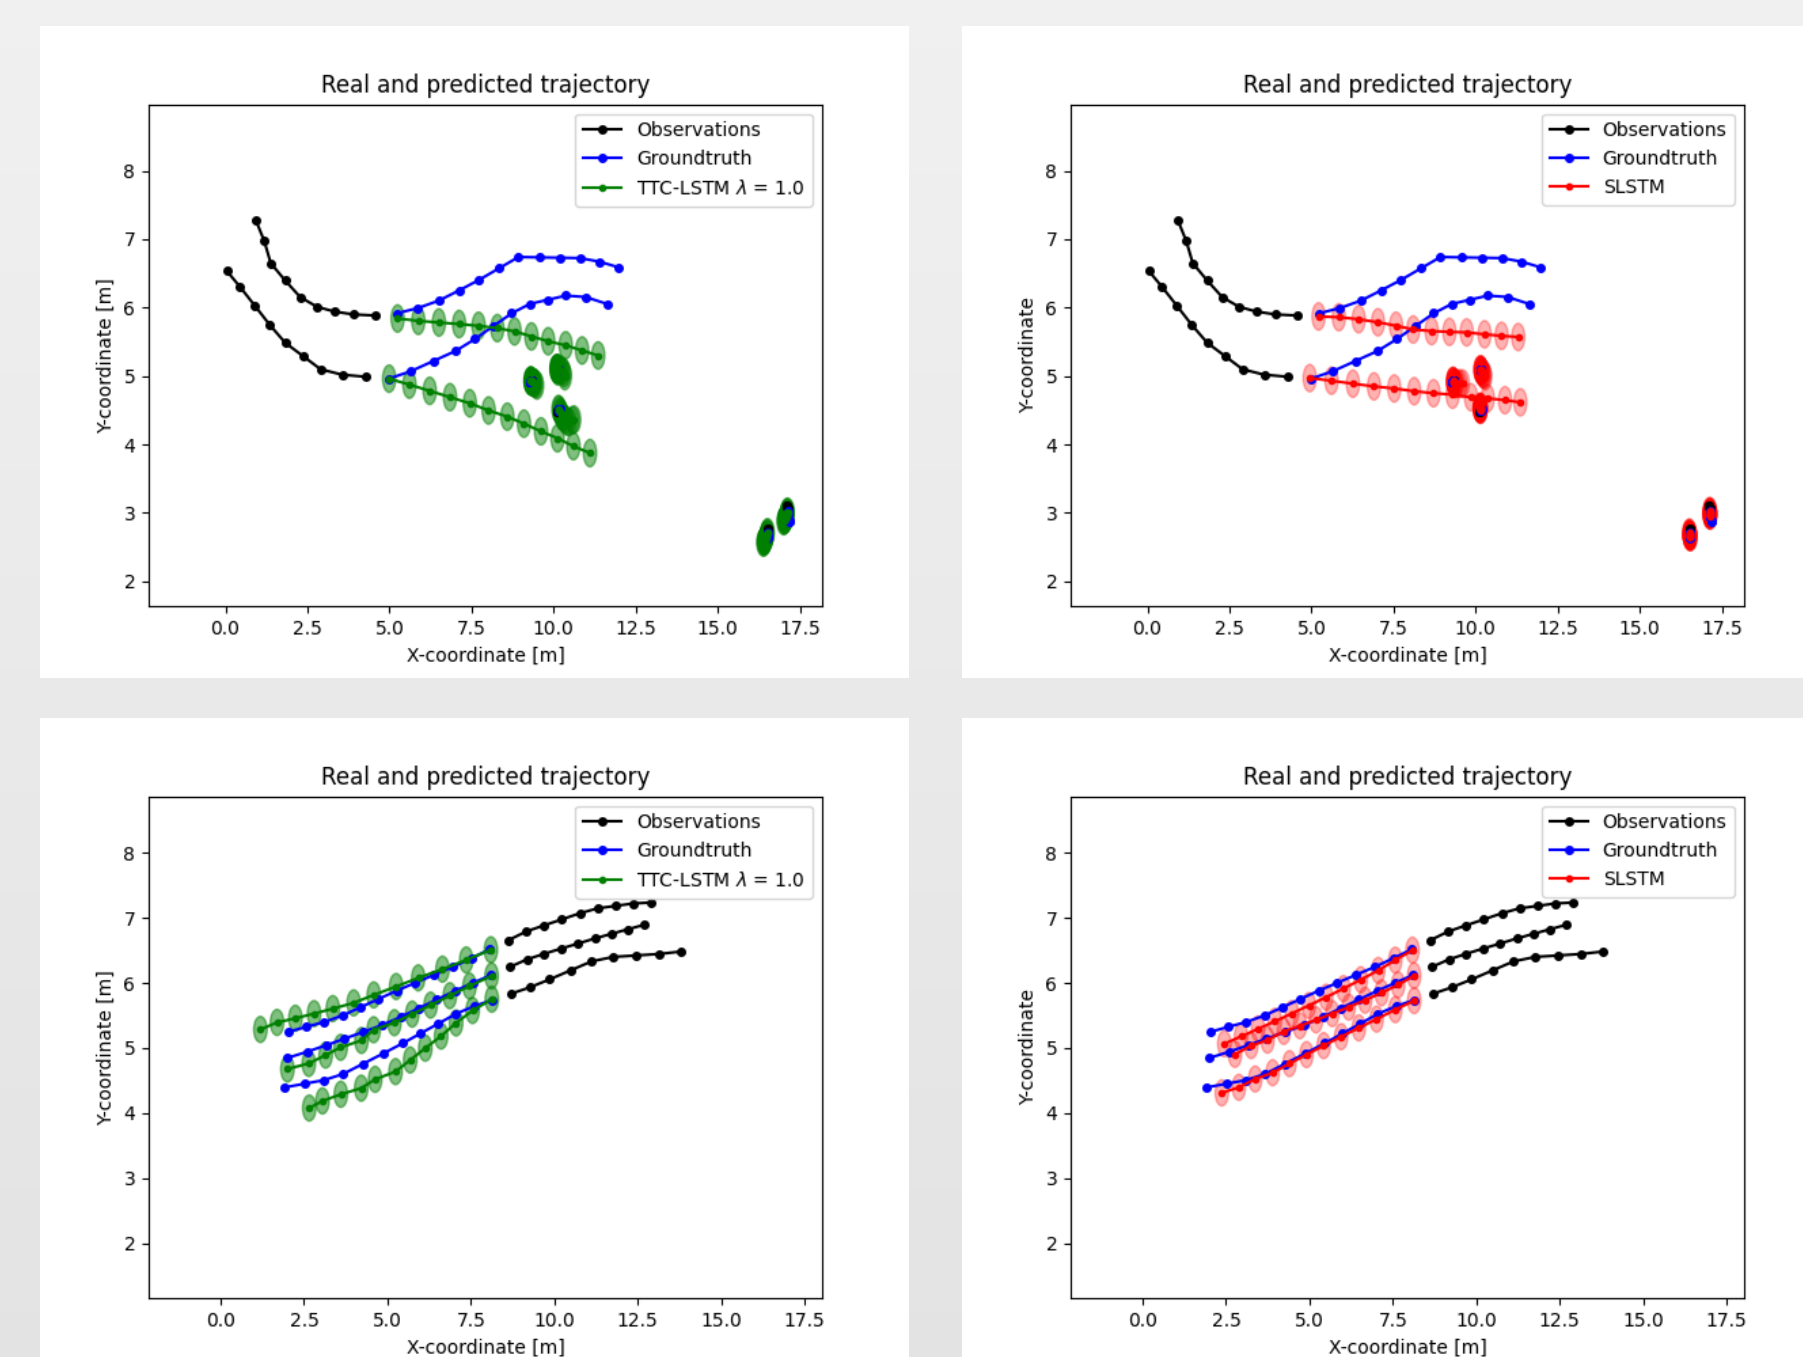 Real and predicted trajectory
Observations
Groundtruth
TTC-LSTM λ = 1.0
8
7
6
5
4
3
2
Y-coordinate [m]
0.0 2.5 5.0 7.5 10.0 12.5 15.0 17.5
X-coordinate [m]
Real and predicted trajectory
Observations
Groundtruth
SLSTM
8
7
6
5
4
3
2
Y-coordinate
0.0 2.5 5.0 7.5 10.0 12.5 15.0 17.5
X-coordinate [m]
Real and predicted trajectory
Observations
Groundtruth
TTC-LSTM λ = 1.0
8
7
6
5
4
3
2
Y-coordinate [m]
0.0 2.5 5.0 7.5 10.0 12.5 15.0 17.5
X-coordinate [m]
Real and predicted trajectory
Observations
Groundtruth
SLSTM
8
7
6
5
4
3
2
Y-coordinate
0.0 2.5 5.0 7.5 10.0 12.5 15.0 17.5
X-coordinate [m]